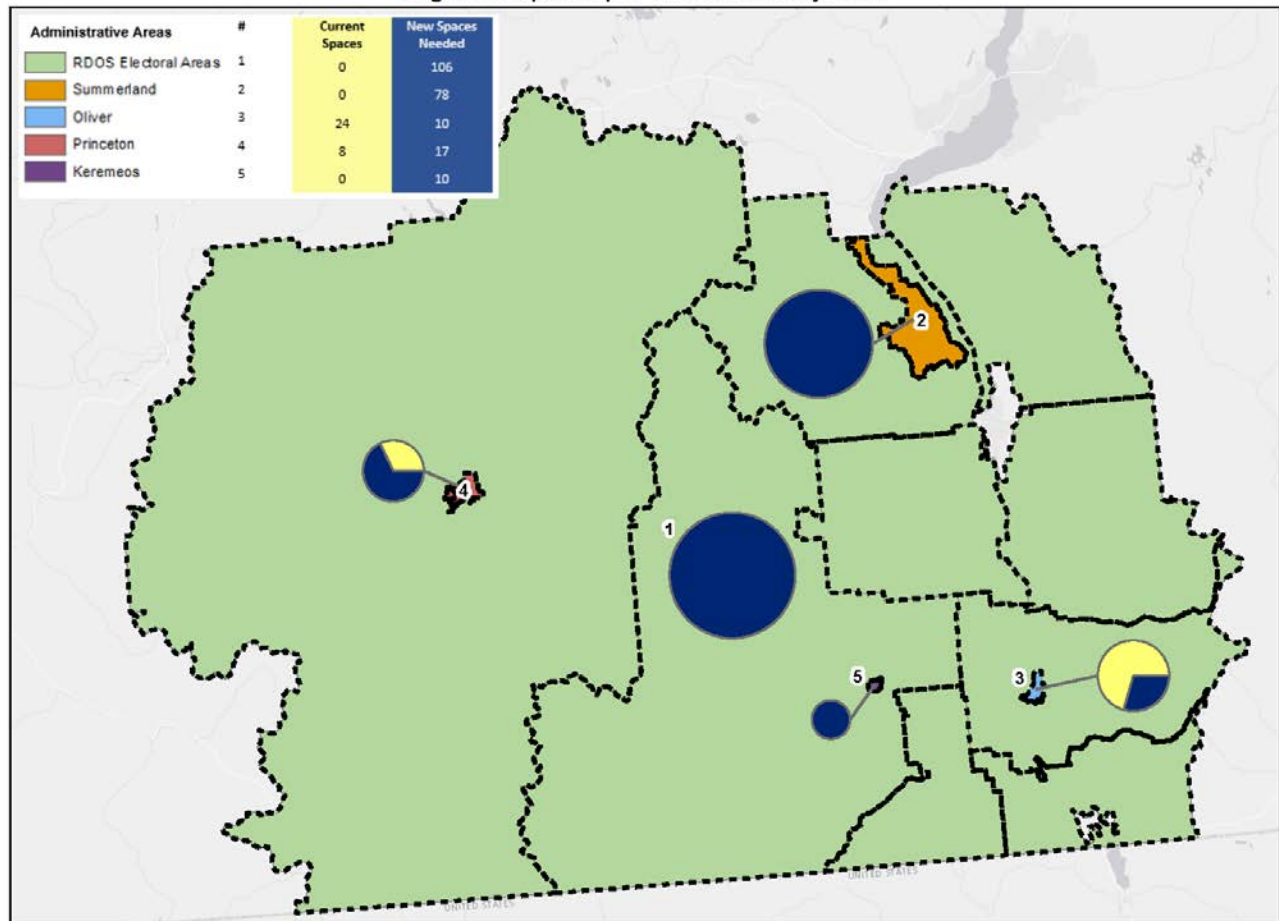 Administrative Areas # Current Spaces New Spaces Needed
RDOS Electoral Areas 1 0 106
Summerland 2 0 78
Oliver 3 24 10
Princeton 4 8 17
Keremeos 5 0 10
2
4
1
5
3
UNITED STATES
UNITED STATES